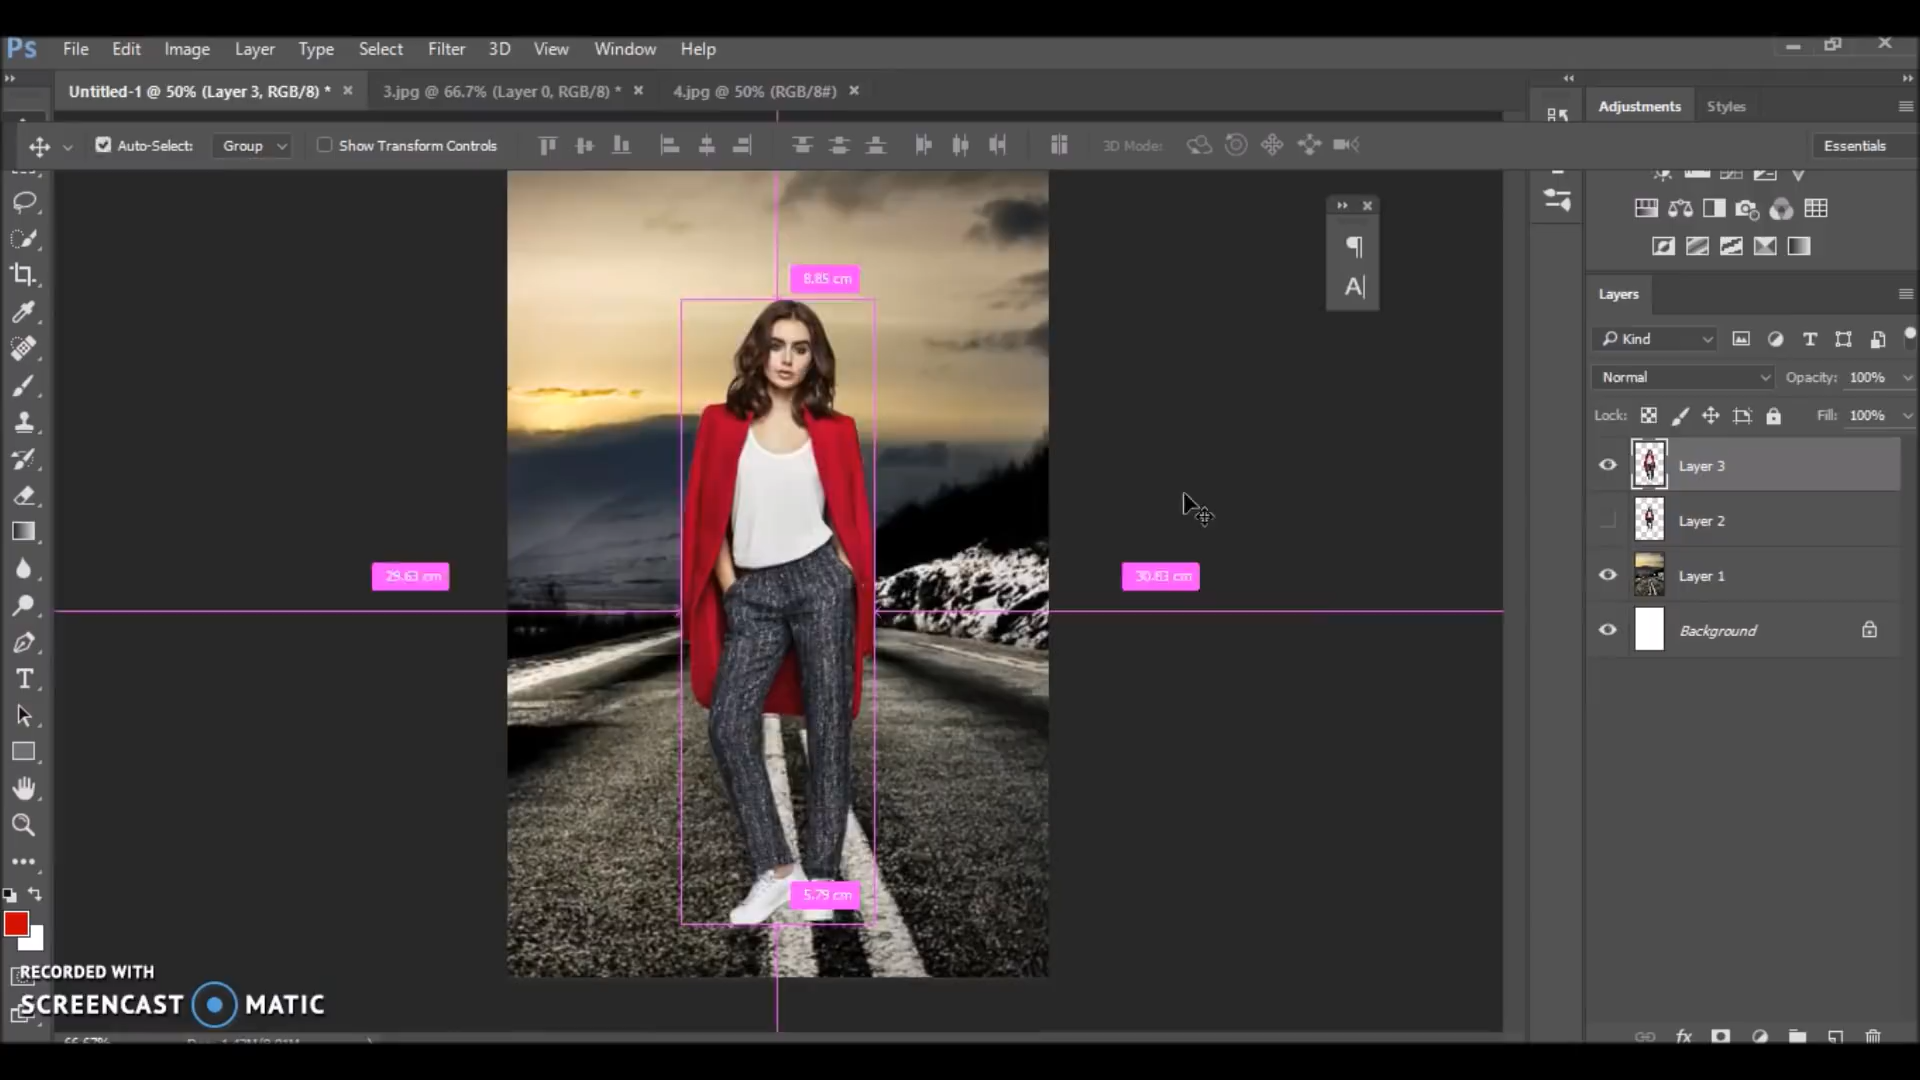 Ps File Edit Image Layer Type Select Filter 3D View Window Help
Untitled-1 @ 50% (Layer 3, RGB/8) * 3.jpg @ 66.7% (Layer 0, RGB/8) * 4.jpg @ 50% (RGB/8#)
Adjustments Styles
Auto-Select: Group Show Transform Controls 3D Mode: Essentials
8.85 cm
29.63 cm
30.83 cm
5.79 cm
Layers
Kind
Normal Opacity: 100%
Lock: Fill: 100%
Layer 3
Layer 2
Layer 1
Background
RECORDED WITH
SCREENCAST MATIC